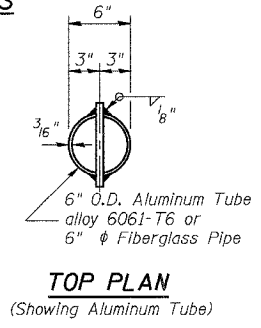 S
6"
3" 3"
1/8"
3/16"
6" O.D. Aluminum Tube
alloy 6061-T6 or
6" ϕ Fiberglass Pipe
TOP PLAN
(Showing Aluminum Tube)